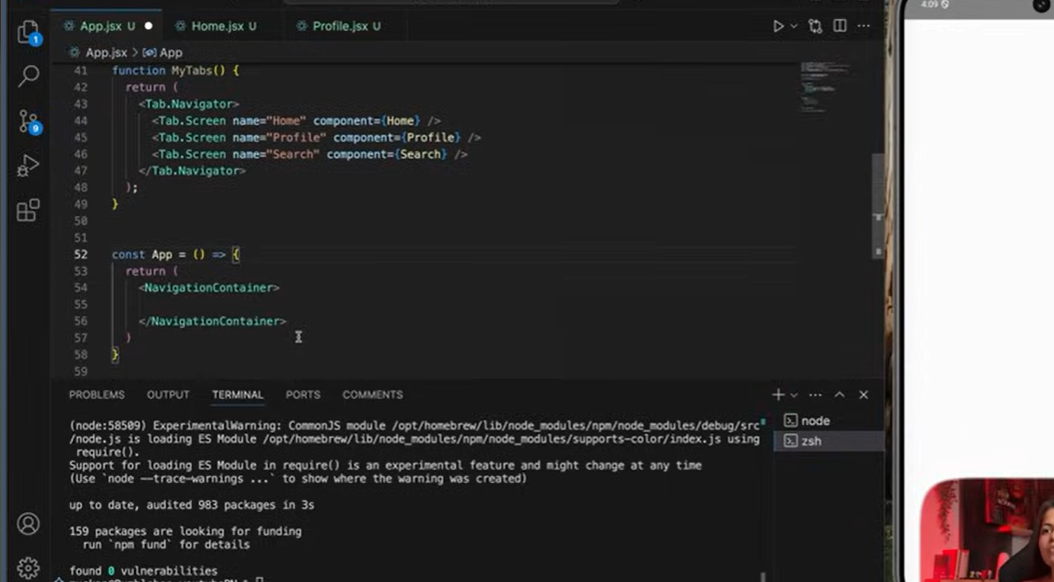 App.jsx U
Home.jsx U
Profile.jsx U
4:09
1
App.jsx > App
41 function MyTabs() {
42 return (
43 <Tab.Navigator>
44 <Tab.Screen name="Home" component={Home} />
45 <Tab.Screen name="Profile" component={Profile} />
46 <Tab.Screen name="Search" component={Search} />
47 </Tab.Navigator>
48 );
49 }
50
51
52 const App = () => {
53 return (
54 <NavigationContainer>
55
56 </NavigationContainer>
57 )
58 }
59
9
PROBLEMS OUTPUT TERMINAL PORTS COMMENTS
(node:58509) ExperimentalWarning: CommonJS module /opt/homebrew/lib/node_modules/npm/node_modules/debug/src
/node.js is loading ES Module /opt/homebrew/lib/node_modules/npm/node_modules/supports-color/index.js using
require().
Support for loading ES Module in require() is an experimental feature and might change at any time
(Use `node --trace-warnings ...` to show where the warning was created)
up to date, audited 983 packages in 3s
159 packages are looking for funding
run `npm fund` for details
found 0 vulnerabilities
node
zsh